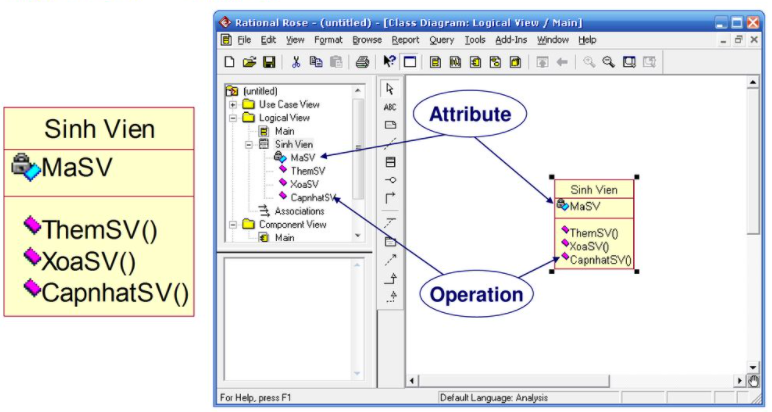 Sinh Vien
MaSV
ThemSV()
XoaSV()
CapnhatSV()
Rational Rose - (untitled) - [Class Diagram: Logical View / Main]
File Edit View Format Browse Report Query Tools Add-Ins Window Help
(untitled)
Use Case View
Logical View
Main
Sinh Vien
MaSV
ThemSV
XoaSV
CapnhatSV
Associations
Component View
Main
ABC
Attribute
Operation
Sinh Vien
MaSV
ThemSV()
XoaSV()
CapnhatSV()
For Help, press F1
Default Language: Analysis